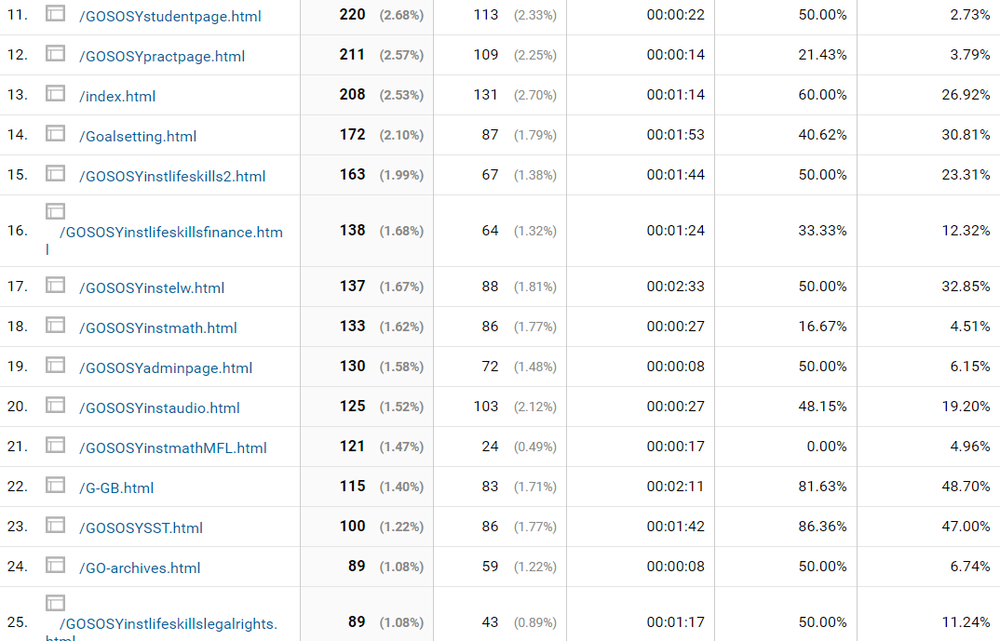 11. /GOSOSYstudentpage.html 220 (2.68%) 113 (2.33%) 00:00:22 50.00% 2.73%
12. /GOSOSYpractpage.html 211 (2.57%) 109 (2.25%) 00:00:14 21.43% 3.79%
13. /index.html 208 (2.53%) 131 (2.70%) 00:01:14 60.00% 26.92%
14. /Goalsetting.html 172 (2.10%) 87 (1.79%) 00:01:53 40.62% 30.81%
15. /GOSOSYinstlifeskills2.html 163 (1.99%) 67 (1.38%) 00:01:44 50.00% 23.31%
16. /GOSOSYinstlifeskillsfinance.htm 138 (1.68%) 64 (1.32%) 00:01:24 33.33% 12.32%
l
17. /GOSOSYinstelw.html 137 (1.67%) 88 (1.81%) 00:02:33 50.00% 32.85%
18. /GOSOSYinstmath.html 133 (1.62%) 86 (1.77%) 00:00:27 16.67% 4.51%
19. /GOSOSYadminpage.html 130 (1.58%) 72 (1.48%) 00:00:08 50.00% 6.15%
20. /GOSOSYinstaudio.html 125 (1.52%) 103 (2.12%) 00:00:27 48.15% 19.20%
21. /GOSOSYinstmathMFL.html 121 (1.47%) 24 (0.49%) 00:00:17 0.00% 4.96%
22. /G-GB.html 115 (1.40%) 83 (1.71%) 00:02:11 81.63% 48.70%
23. /GOSOSYSST.html 100 (1.22%) 86 (1.77%) 00:01:42 86.36% 47.00%
24. /GO-archives.html 89 (1.08%) 59 (1.22%) 00:00:08 50.00% 6.74%
25. /GOSOSYinstlifeskillslegalrights. 89 (1.08%) 43 (0.89%) 00:01:17 50.00% 11.24%
html